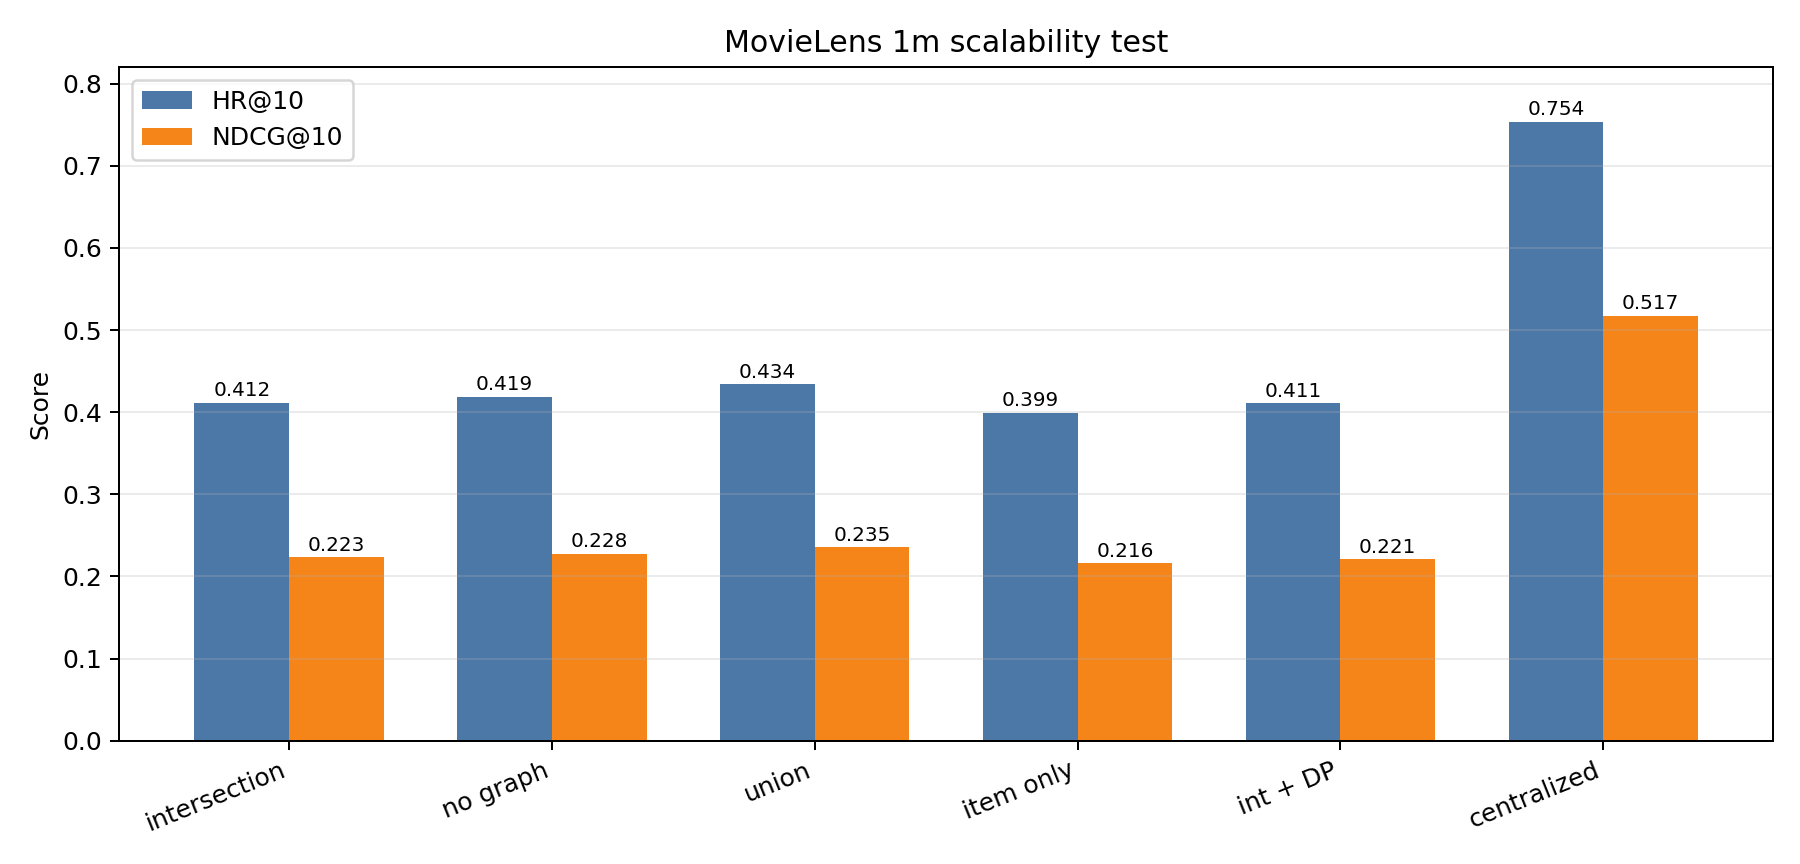 MovieLens 1m scalability test
HR@10
NDCG@10
Score
0.8
0.7
0.6
0.5
0.4
0.3
0.2
0.1
0.0
0.412
0.223
0.419
0.228
0.434
0.235
0.399
0.216
0.411
0.221
0.754
0.517
intersection
no graph
union
item only
int + DP
centralized